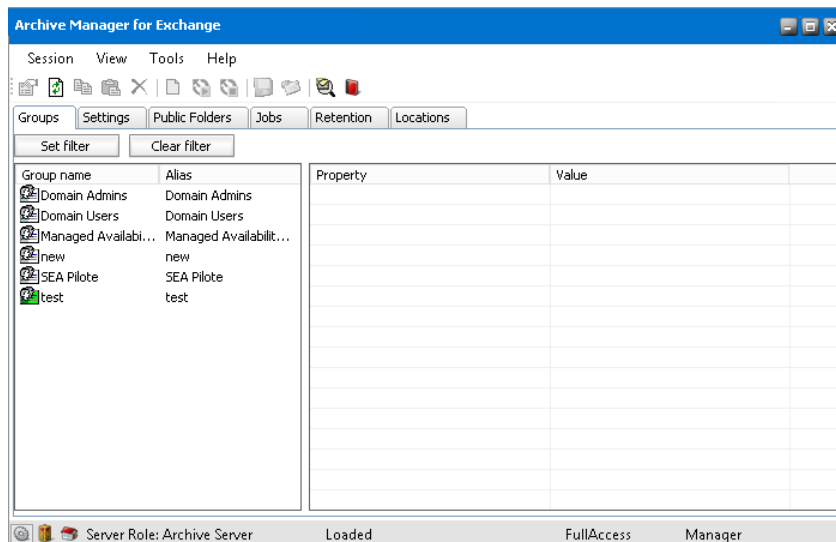 Archive Manager for Exchange
Session View Tools Help
Groups Settings Public Folders Jobs Retention Locations
Set filter Clear filter
Group name Alias Property Value
Domain Admins Domain Admins
Domain Users Domain Users
Managed Availabi... Managed Availabilit...
new new
SEA Pilote SEA Pilote
test test
Server Role: Archive Server Loaded FullAccess Manager